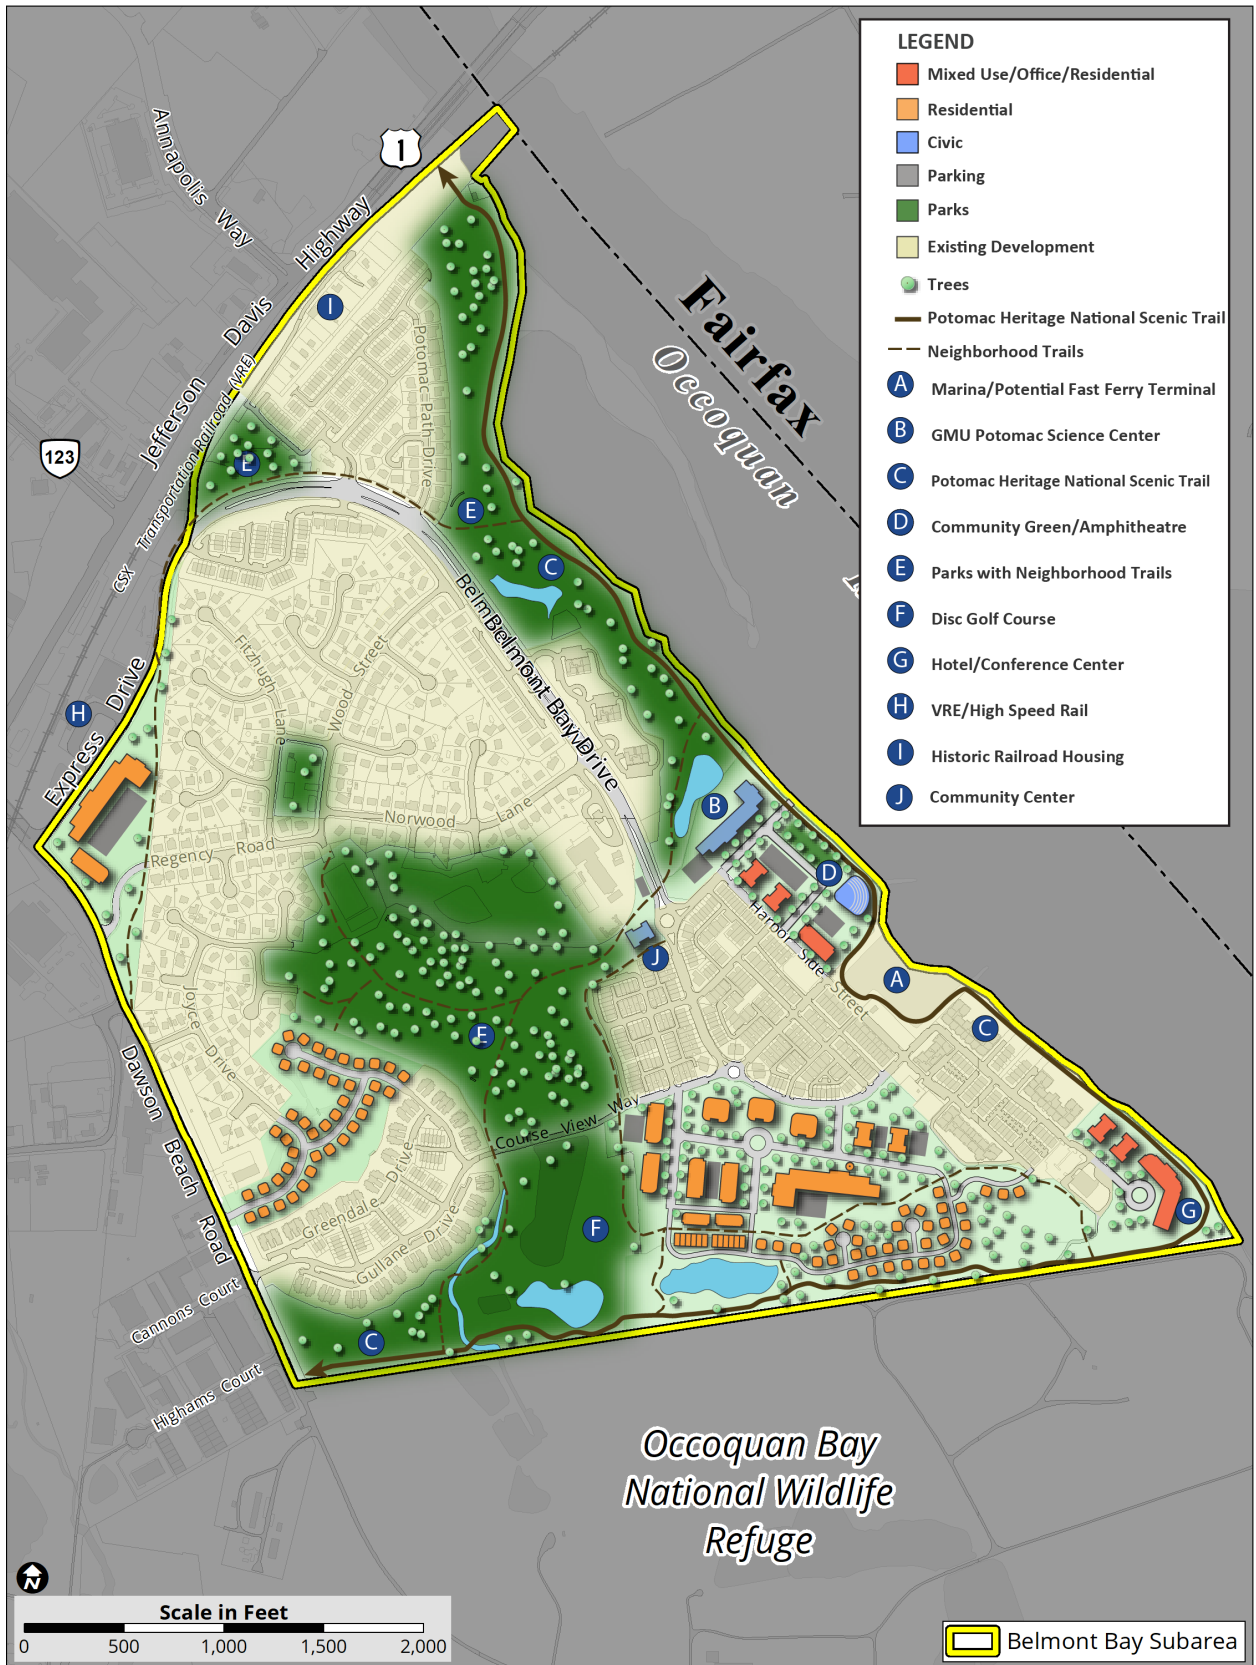 LEGEND
Mixed Use/Office/Residential
Residential
Civic
Parking
Parks
Existing Development
Trees
Potomac Heritage National Scenic Trail
Neighborhood Trails
A Marina/Potential Fast Ferry Terminal
B GMU Potomac Science Center
C Potomac Heritage National Scenic Trail
D Community Green/Amphitheatre
E Parks with Neighborhood Trails
F Disc Golf Course
G Hotel/Conference Center
H VRE/High Speed Rail
I Historic Railroad Housing
J Community Center
Annapolis Way
1
Jefferson Davis Highway
I
CSX Transportation Railroad (VRE)
123
Potomac Path Drive
Fairfax
Occoquan
E
E
C
Belmont Bay Drive
Fitzhugh Lane
Wood Street
H
Express Drive
B
Norwood Lane
Regency Road
D
Harbor Side Street
J
A
C
Joyce Drive
E
Dawson Beach Road
Course View Way
Greendale Drive
Gullane Drive
F
G
Cannons Court
C
Highams Court
Occoquan Bay
National Wildlife
Refuge
N
Scale in Feet
0 500 1,000 1,500 2,000
Belmont Bay Subarea